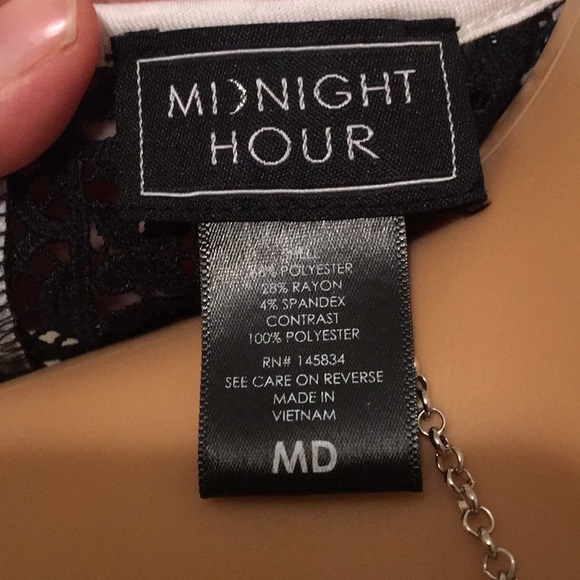 MIDNIGHT
HOUR
SHELL
68% POLYESTER
28% RAYON
4% SPANDEX
CONTRAST
100% POLYESTER
RN# 145834
SEE CARE ON REVERSE
MADE IN
VIETNAM
MD